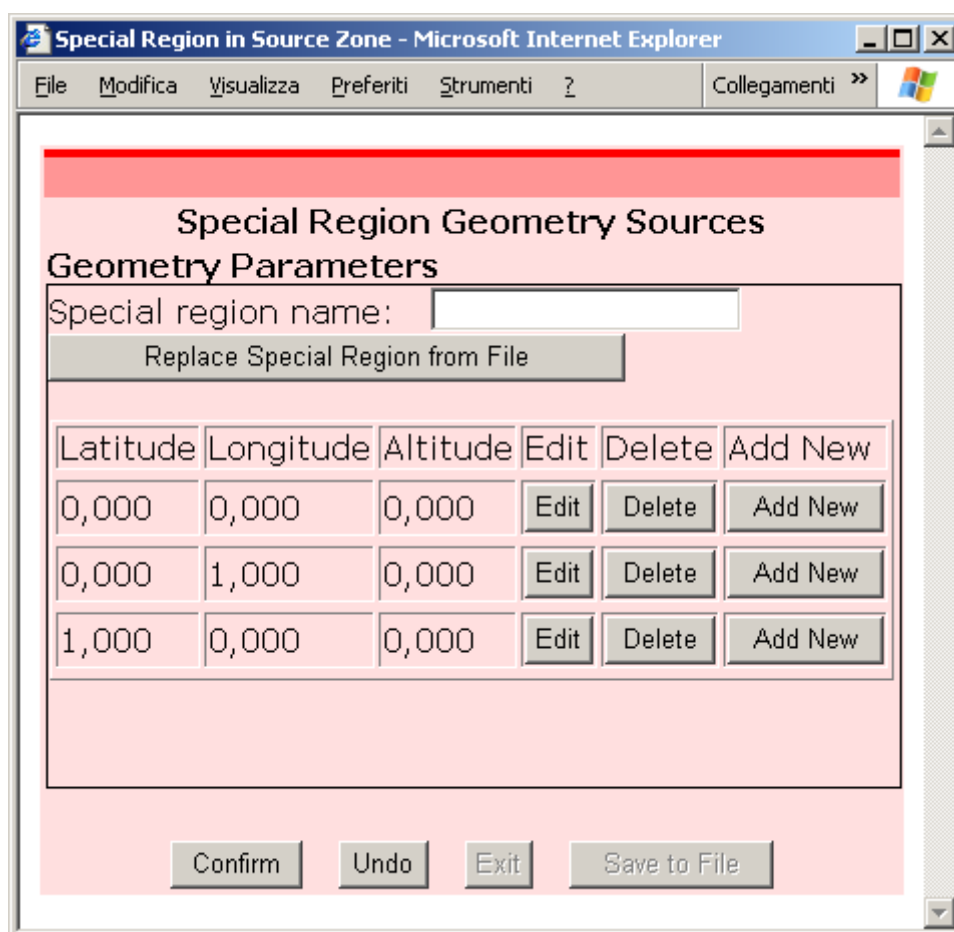 Special Region in Source Zone - Microsoft Internet Explorer
File Modifica Visualizza Preferiti Strumenti ? Collegamenti »
Special Region Geometry Sources
Geometry Parameters
Special region name:
Replace Special Region from File
Latitude Longitude Altitude Edit Delete Add New
0,000 0,000 0,000 Edit Delete Add New
0,000 1,000 0,000 Edit Delete Add New
1,000 0,000 0,000 Edit Delete Add New
Confirm Undo Exit Save to File